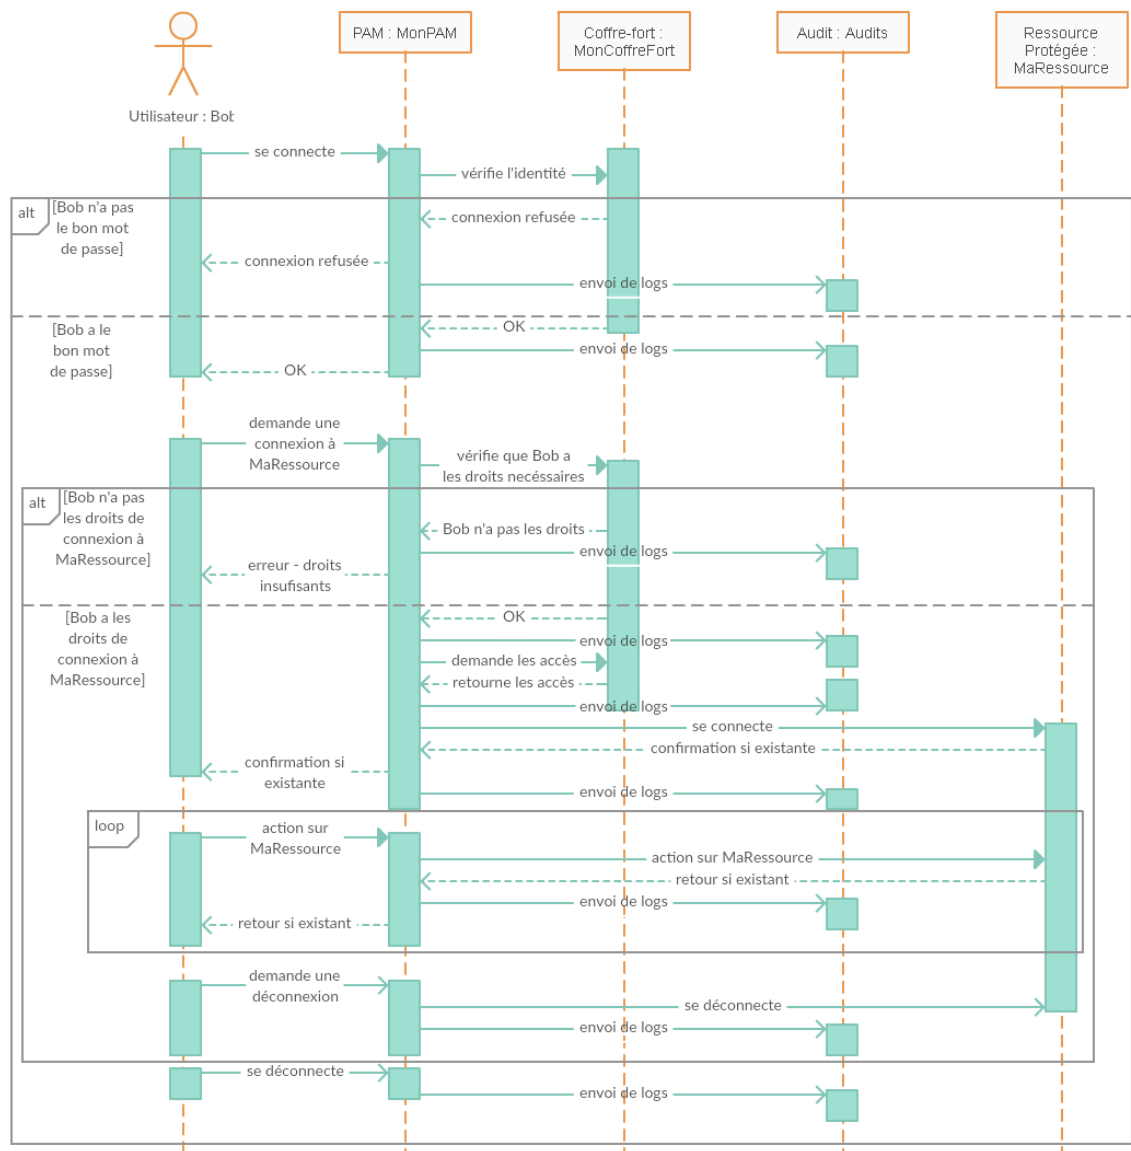 PAM : MonPAM
Coffre-fort :
MonCoffreFort
Audit : Audits
Ressource
Protégée :
MaRessource
Utilisateur : Bob
se connecte
vérifie l'identité
alt
[Bob n'a pas
le bon mot
de passe]
connexion refusée
connexion refusée
envoi de logs
[Bob a le
bon mot
de passe]
OK
envoi de logs
OK
demande une
connexion à
MaRessource
vérifie que Bob a
les droits necéssaires
alt
[Bob n'a pas
les droits de
connexion à
MaRessource]
Bob n'a pas les droits
envoi de logs
erreur - droits
insufisants
[Bob a les
droits de
connexion à
MaRessource]
OK
envoi de logs
demande les accès
retourne les accès
envoi de logs
se connecte
confirmation si existante
confirmation si
existante
envoi de logs
loop
action sur
MaRessource
action sur MaRessource
retour si existant
envoi de logs
retour si existant
demande une
déconnexion
se déconnecte
envoi de logs
se déconnecte
envoi de logs